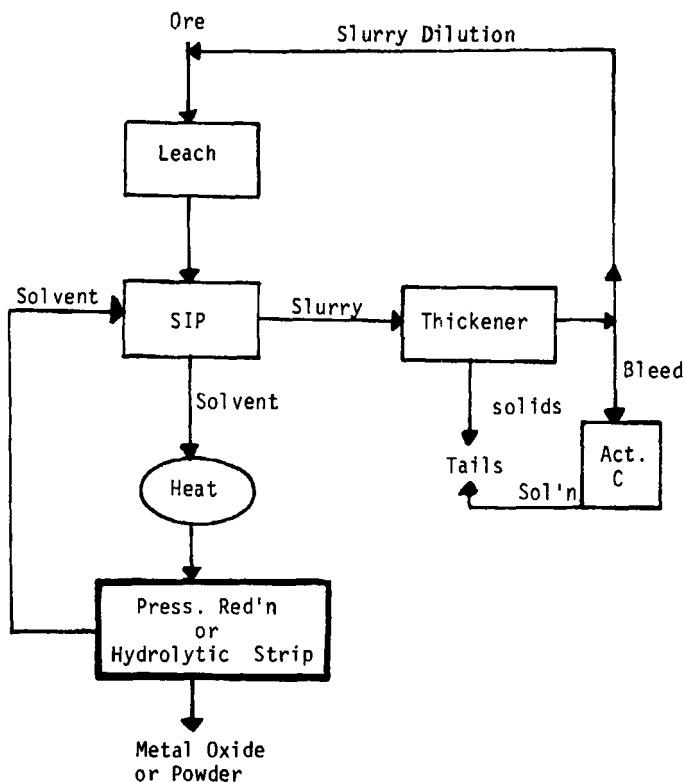 Ore
Slurry Dilution
Leach
Solvent
SIP
Slurry
Thickener
Solvent
solids
Bleed
Heat
Tails
Act.
C
Sol'n
Press. Red'n
or
Hydrolytic Strip
Metal Oxide
or Powder